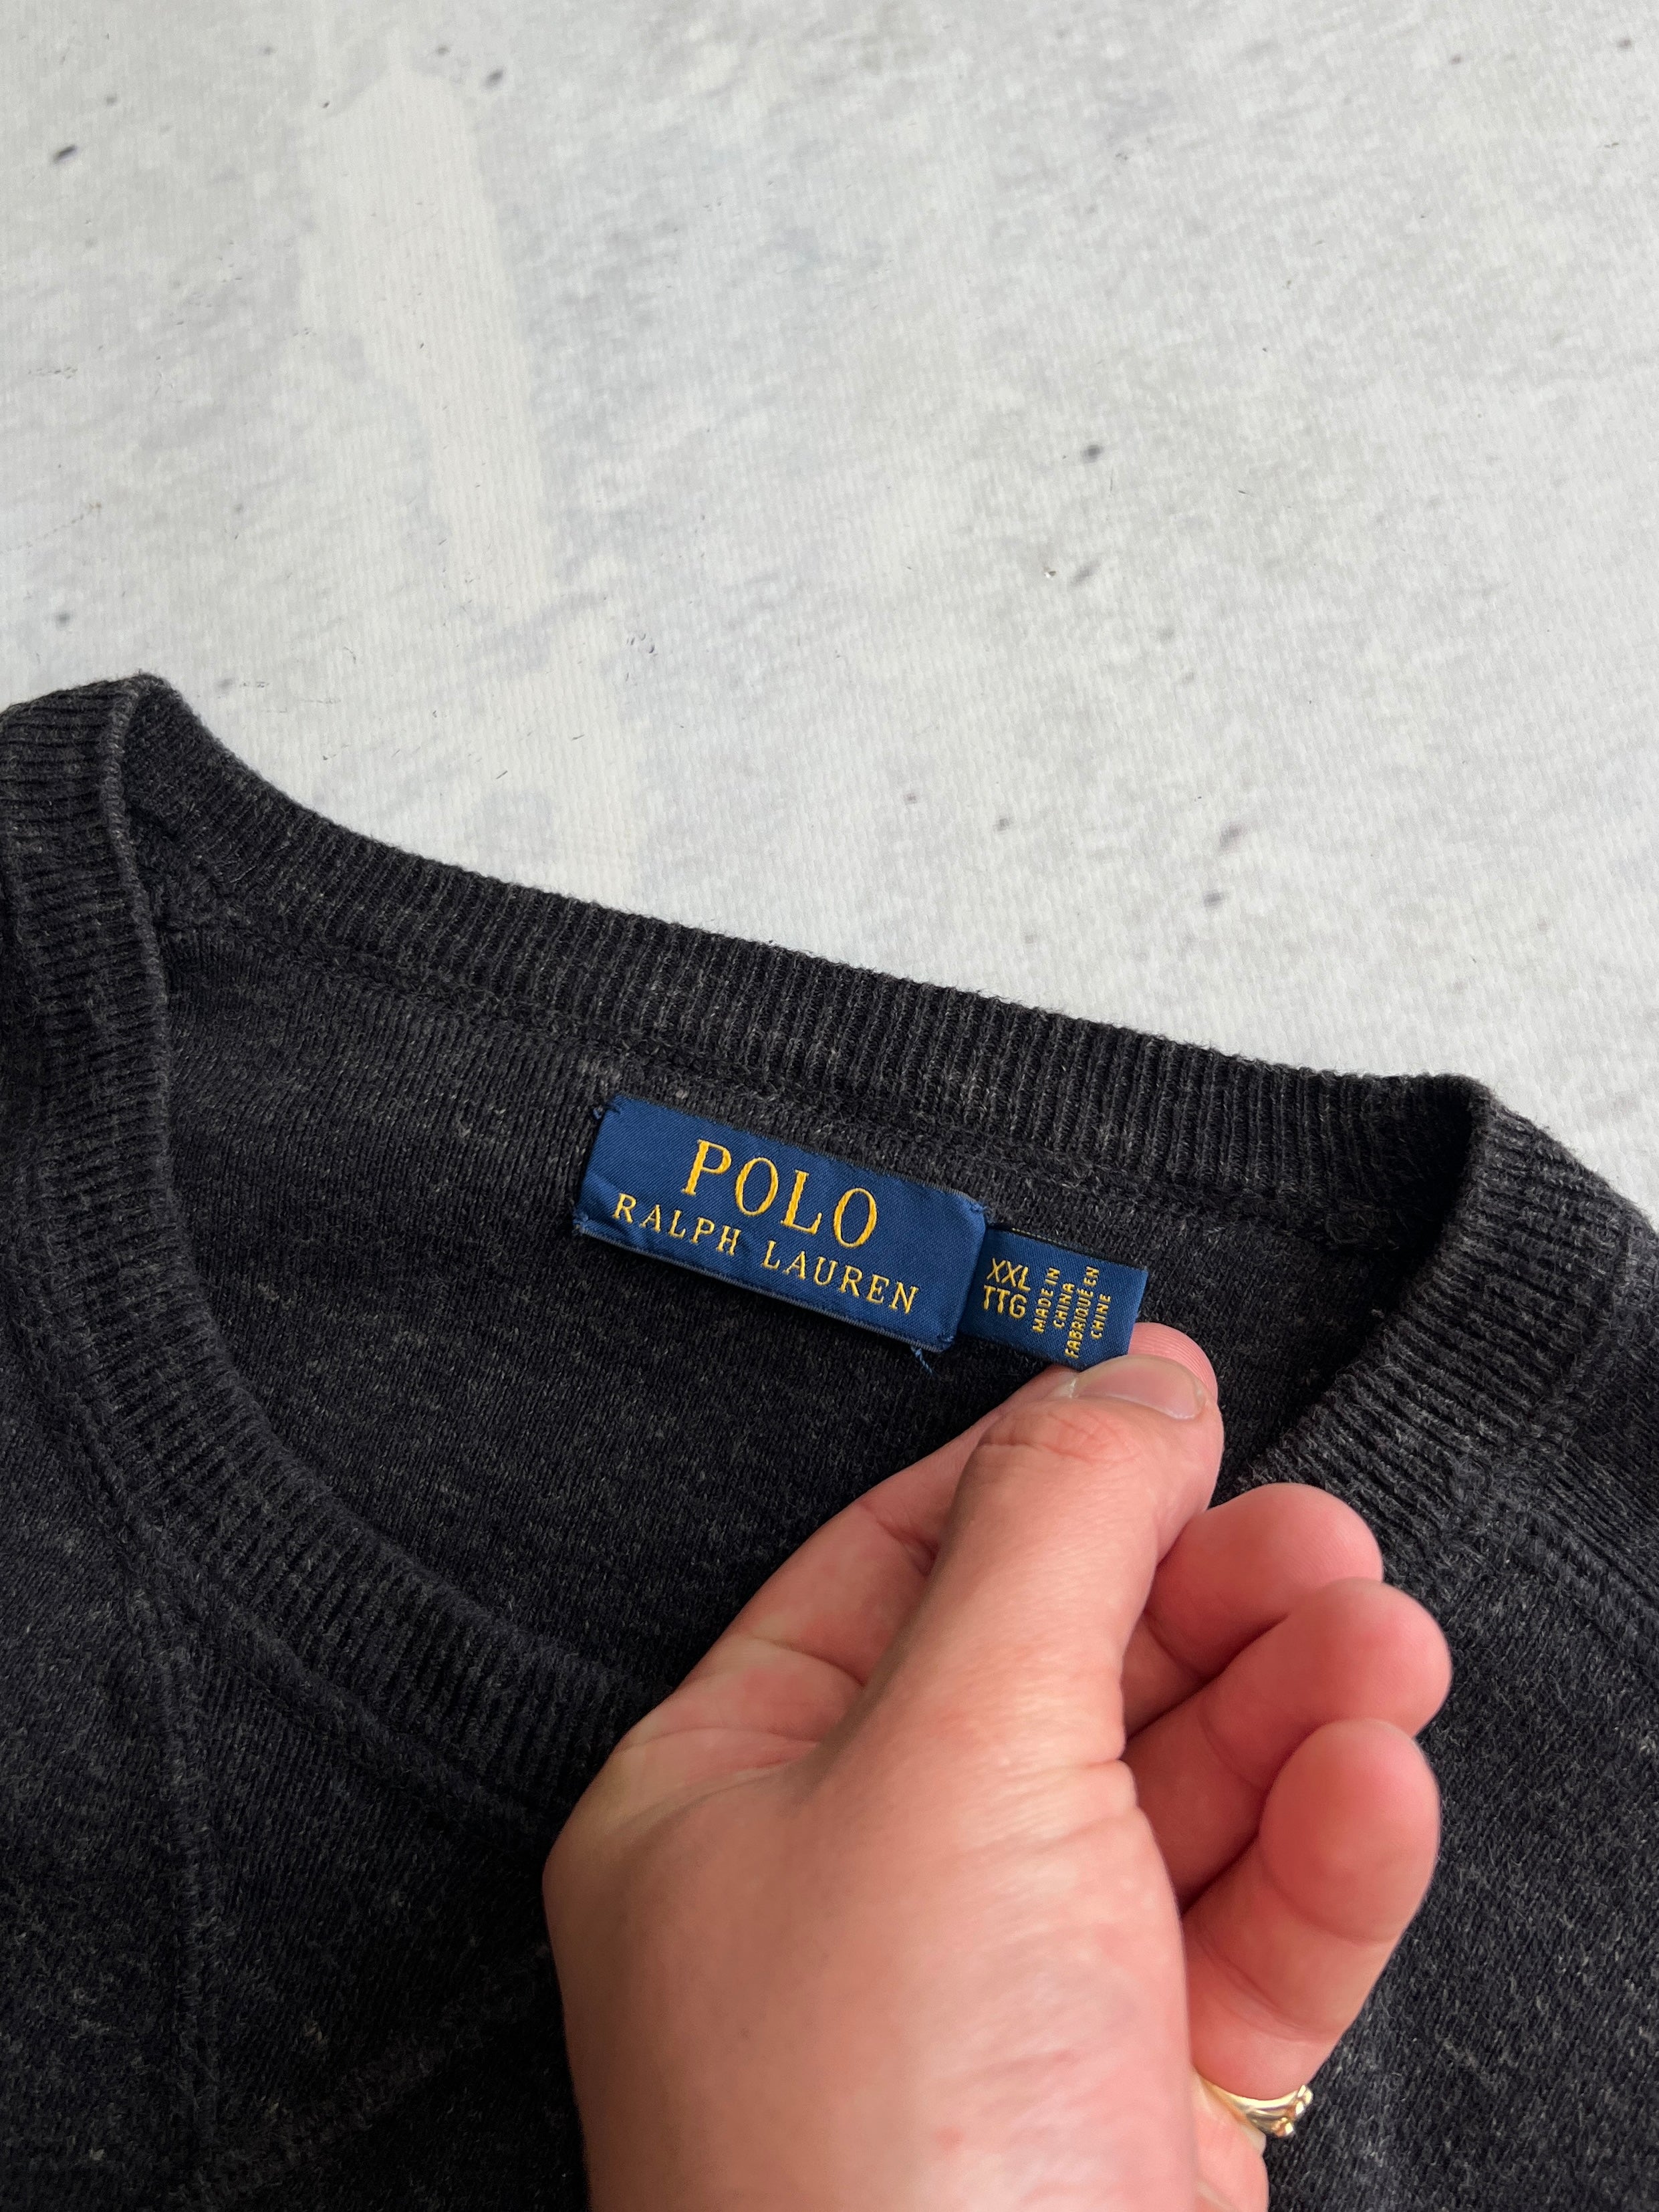 POLO
RALPH LAUREN
XXL
TTG
MADE IN
CHINA
FABRIQUÉ EN
CHINE